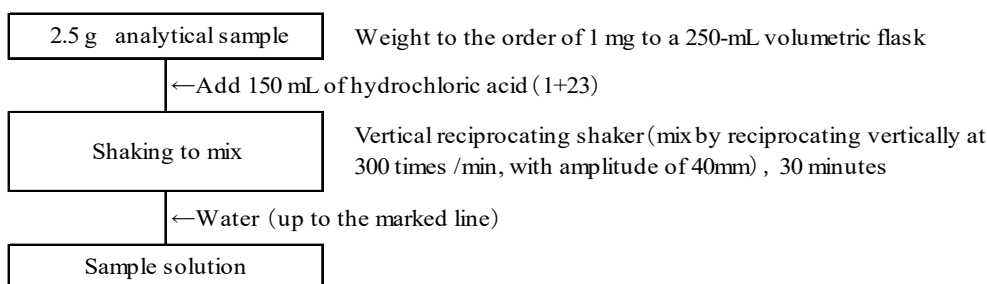 2.5 g analytical sample
Weight to the order of 1 mg to a 250-mL volumetric flask
←Add 150 mL of hydrochloric acid (1+23)
Shaking to mix
Vertical reciprocating shaker (mix by reciprocating vertically at
300 times /min, with amplitude of 40mm) , 30 minutes
←Water (up to the marked line)
Sample solution